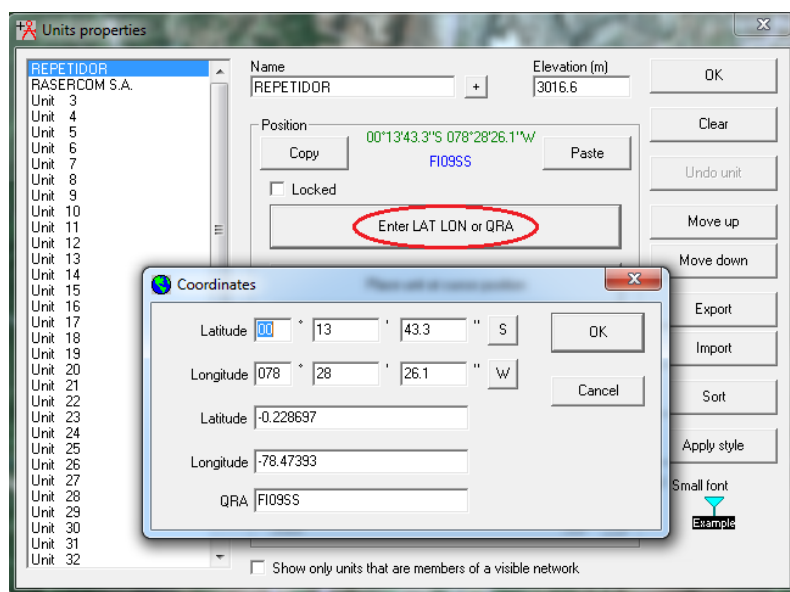 Units properties
REPETIDOR
RASERCOM S.A.
Unit 3
Unit 4
Unit 5
Unit 6
Unit 7
Unit 8
Unit 9
Unit 10
Unit 11
Unit 12
Unit 13
Unit 14
Unit 15
Unit 16
Unit 17
Unit 18
Unit 19
Unit 20
Unit 21
Unit 22
Unit 23
Unit 24
Unit 25
Unit 26
Unit 27
Unit 28
Unit 29
Unit 30
Unit 31
Unit 32
Name
REPETIDOR
+
Elevation (m)
3016.6
Position
00°13'43.3"S 078°28'26.1"W
FI09SS
Copy
Paste
Locked
Enter LAT LON or QRA
Place unit at cursor position
Coordinates
Latitude 00 ° 13 ' 43.3 " S
Longitude 078 ° 28 ' 26.1 " W
Latitude -0.228697
Longitude -78.47393
QRA FI09SS
OK
Cancel
Show only units that are members of a visible network
OK
Clear
Undo unit
Move up
Move down
Export
Import
Sort
Apply style
Small font
Example